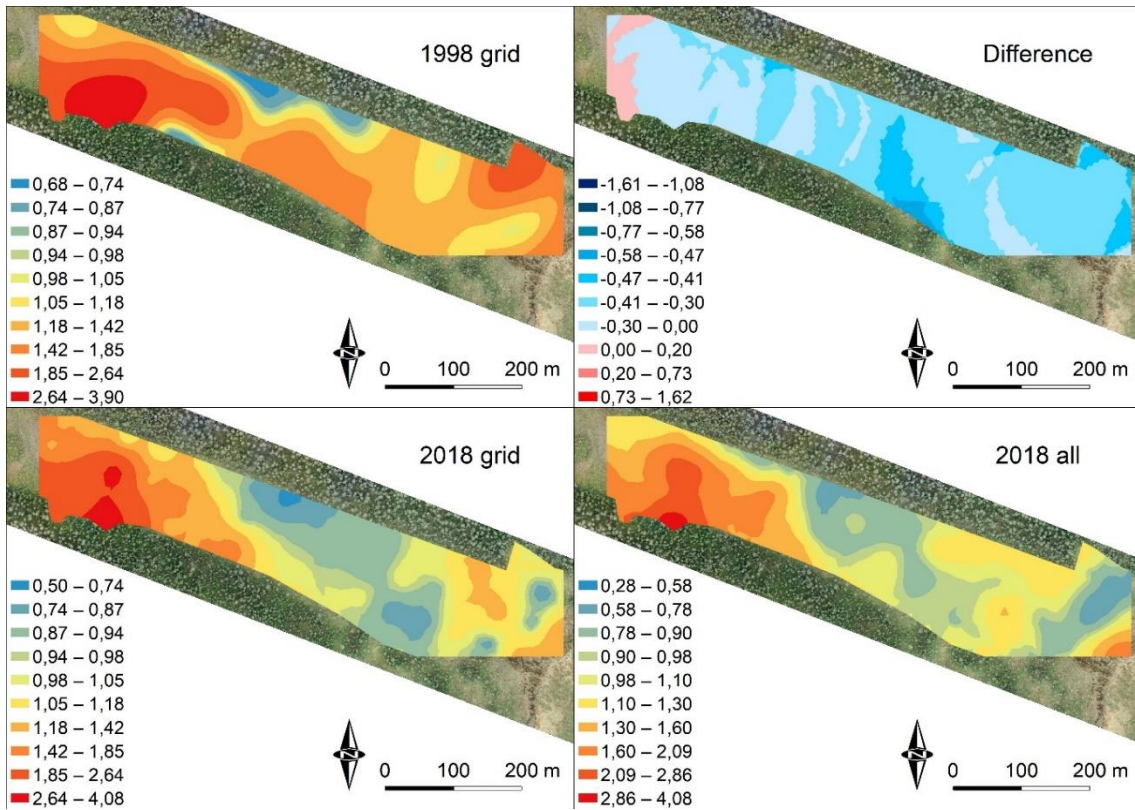 1998 grid
0,68 – 0,74
0,74 – 0,87
0,87 – 0,94
0,94 – 0,98
0,98 – 1,05
1,05 – 1,18
1,18 – 1,42
1,42 – 1,85
1,85 – 2,64
2,64 – 3,90
N
0 100 200 m
Difference
-1,61 – -1,08
-1,08 – -0,77
-0,77 – -0,58
-0,58 – -0,47
-0,47 – -0,41
-0,41 – -0,30
-0,30 – 0,00
0,00 – 0,20
0,20 – 0,73
0,73 – 1,62
N
0 100 200 m
2018 grid
0,50 – 0,74
0,74 – 0,87
0,87 – 0,94
0,94 – 0,98
0,98 – 1,05
1,05 – 1,18
1,18 – 1,42
1,42 – 1,85
1,85 – 2,64
2,64 – 4,08
N
0 100 200 m
2018 all
0,28 – 0,58
0,58 – 0,78
0,78 – 0,90
0,90 – 0,98
0,98 – 1,10
1,10 – 1,30
1,30 – 1,60
1,60 – 2,09
2,09 – 2,86
2,86 – 4,08
N
0 100 200 m